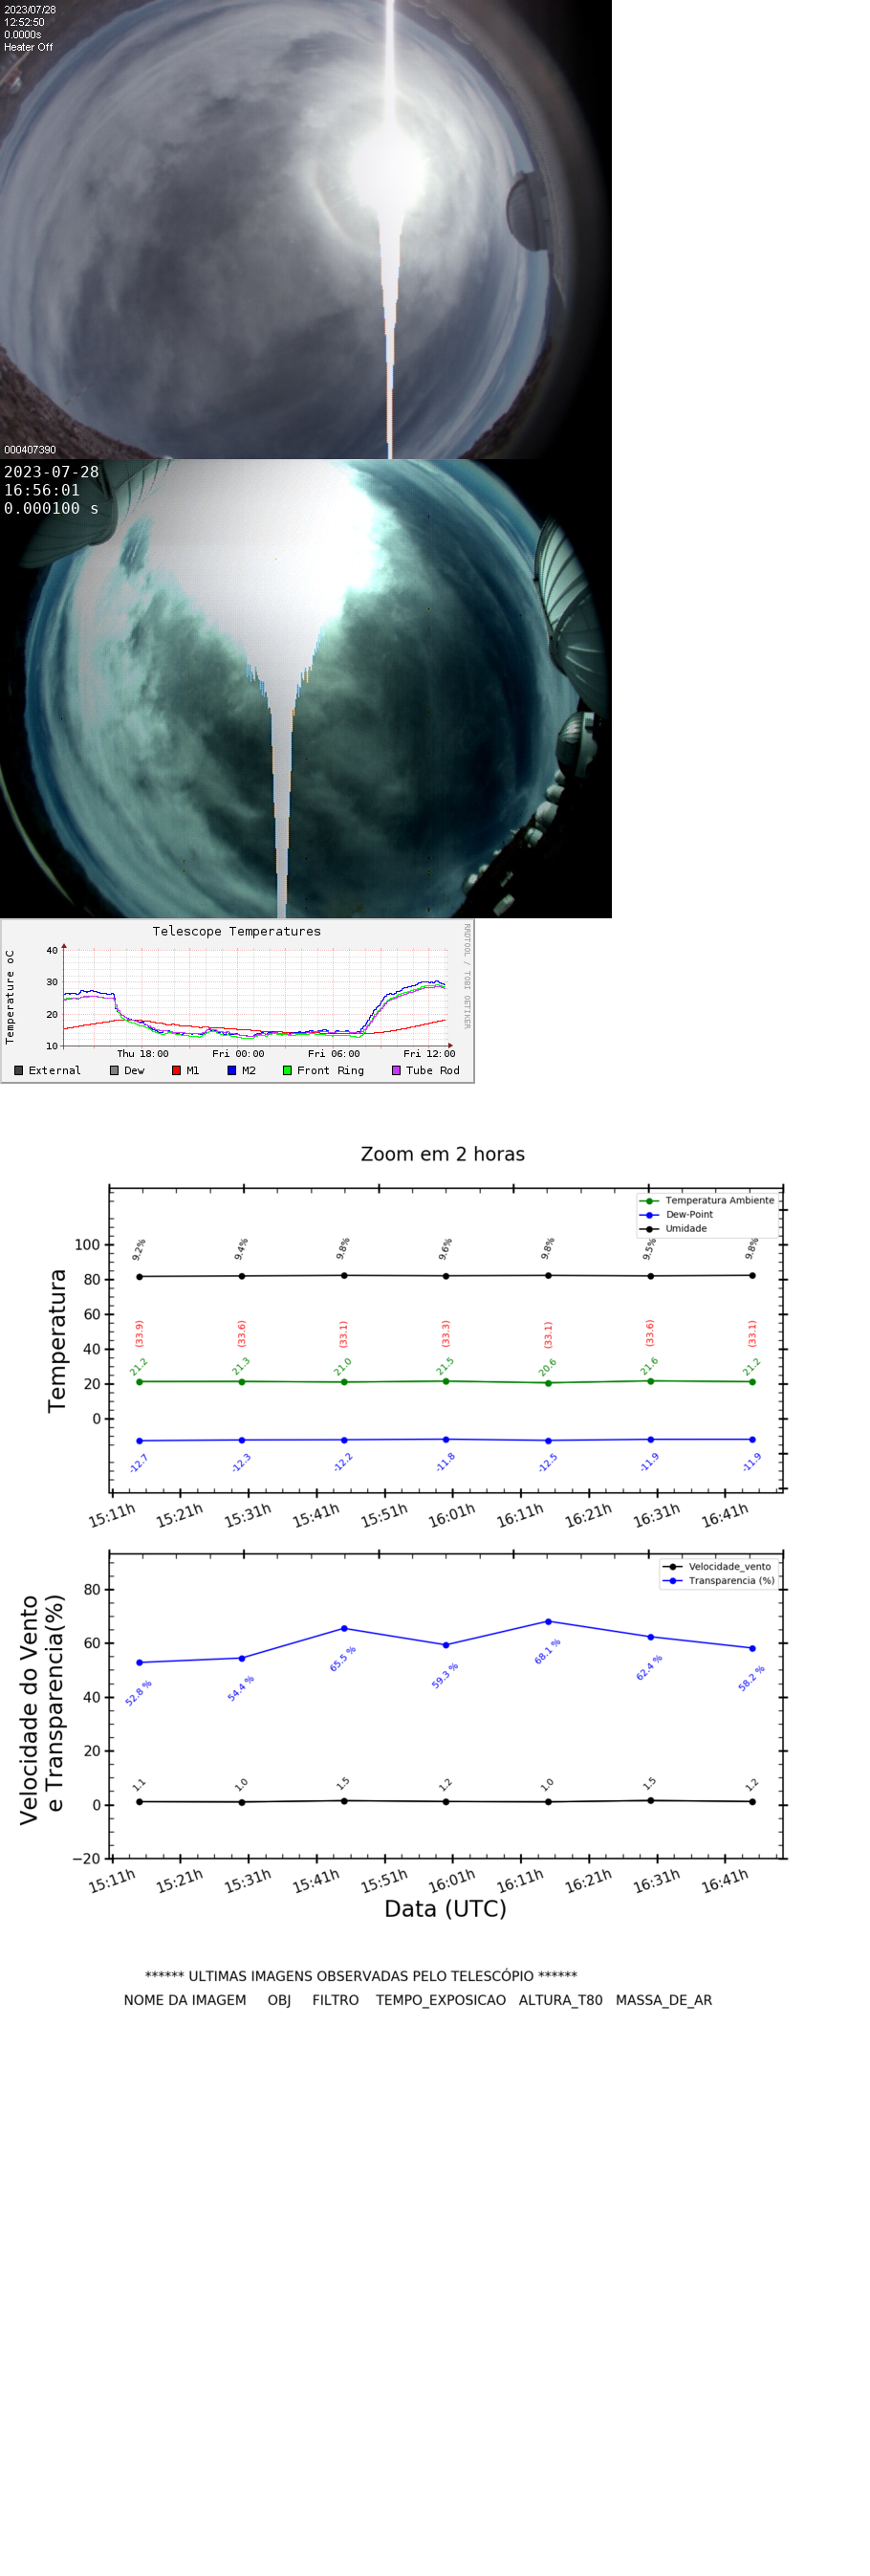 2023/07/28
12:52:50
0.0000s
Heater Off
000407390
2023-07-28
16:56:01
0.000100 s
Telescope Temperatures
RRDTOOL / TOBI OETIKER
Temperature oC
40
30
20
10
Thu 18:00 Fri 00:00 Fri 06:00 Fri 12:00
External Dew M1 M2 Front Ring Tube Rod
Zoom em 2 horas
Temperatura
Temperatura Ambiente
Dew-Point
Umidade
100
80
60
40
20
0
9.2% 9.4% 9.8% 9.6% 9.8% 9.5% 9.8%
(33.9) (33.6) (33.1) (33.3) (33.1) (33.6) (33.1)
21.2 21.3 21.0 21.5 20.6 21.6 21.2
-12.7 -12.3 -12.2 -11.8 -12.5 -11.9 -11.9
15:11h 15:21h 15:31h 15:41h 15:51h 16:01h 16:11h 16:21h 16:31h 16:41h
Velocidade do Vento
e Transparencia(%)
Velocidade_vento
Transparencia (%)
80
60
40
20
0
−20
52.8 % 54.4 % 65.5 % 59.3 % 68.1 % 62.4 % 58.2 %
1.1 1.0 1.5 1.2 1.0 1.5 1.2
15:11h 15:21h 15:31h 15:41h 15:51h 16:01h 16:11h 16:21h 16:31h 16:41h
Data (UTC)
****** ULTIMAS IMAGENS OBSERVADAS PELO TELESCÓPIO ******
NOME DA IMAGEM OBJ FILTRO TEMPO_EXPOSICAO ALTURA_T80 MASSA_DE_AR